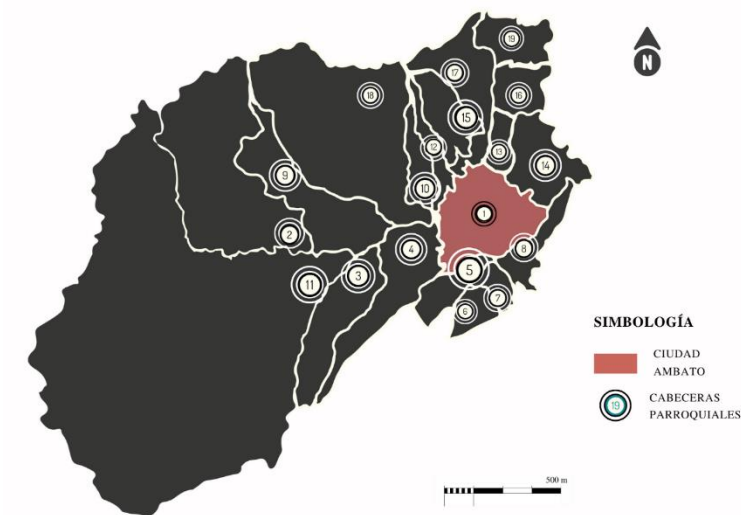 19
N
17
18
16
15
12
13
14
9
10
1
2
4
8
5
11
3
7
6
SIMBOLOGÍA
CIUDAD
AMBATO
19
CABECERAS
PARROQUIALES
500 m